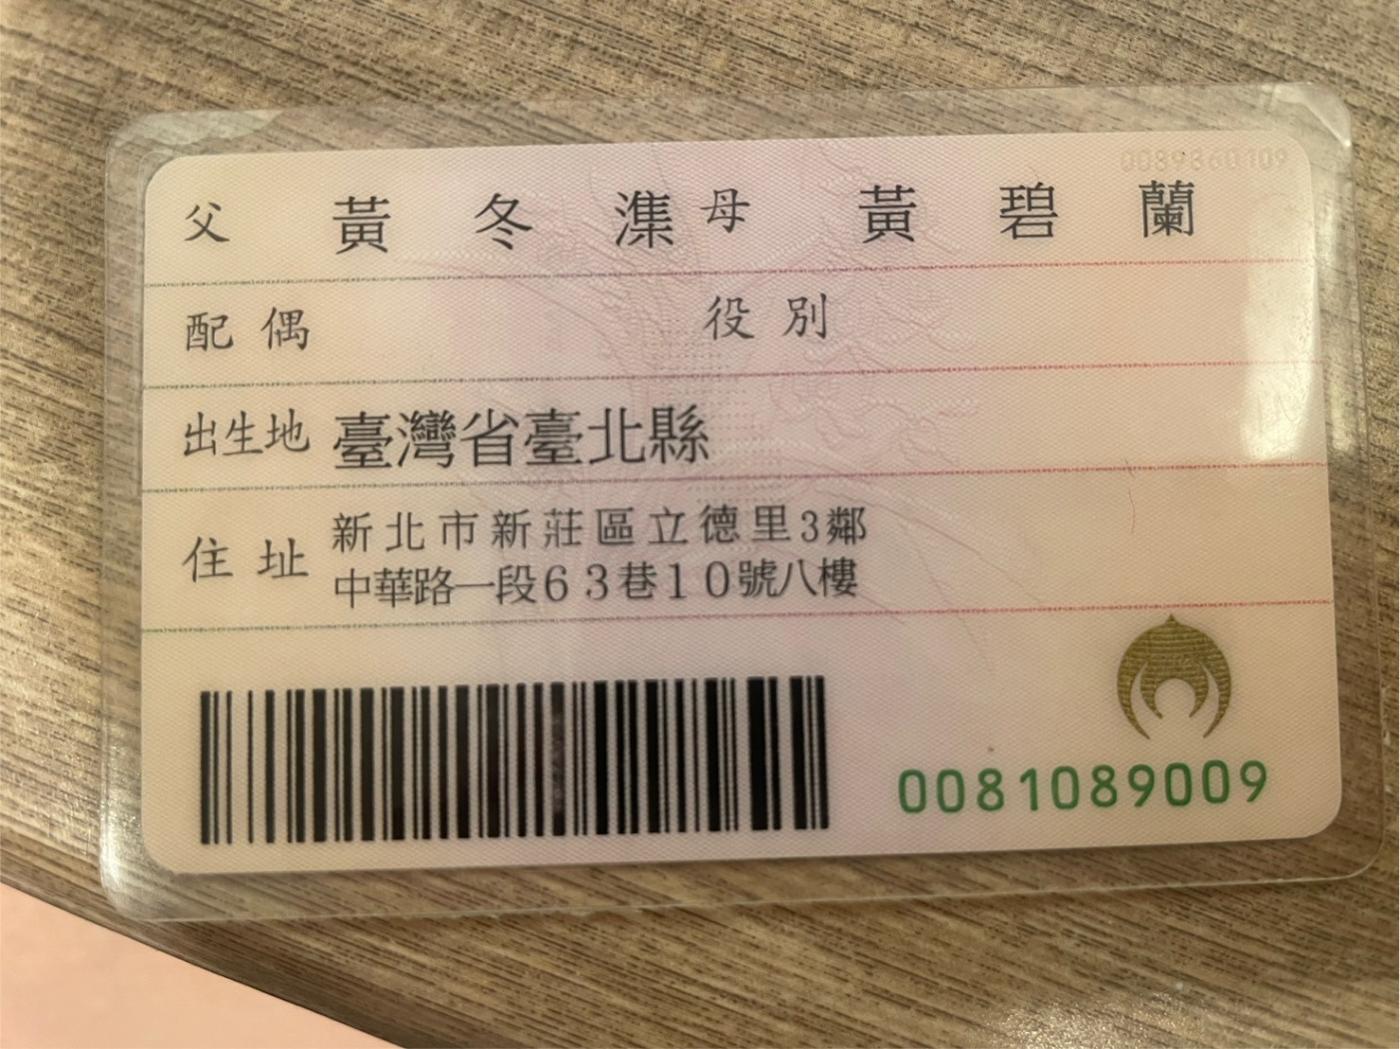 0089860109
父 黃冬潗 母 黃碧蘭
配偶 役別
出生地 臺灣省臺北縣
住址 新北市新莊區立德里3鄰
中華路一段63巷10號八樓
0081089009